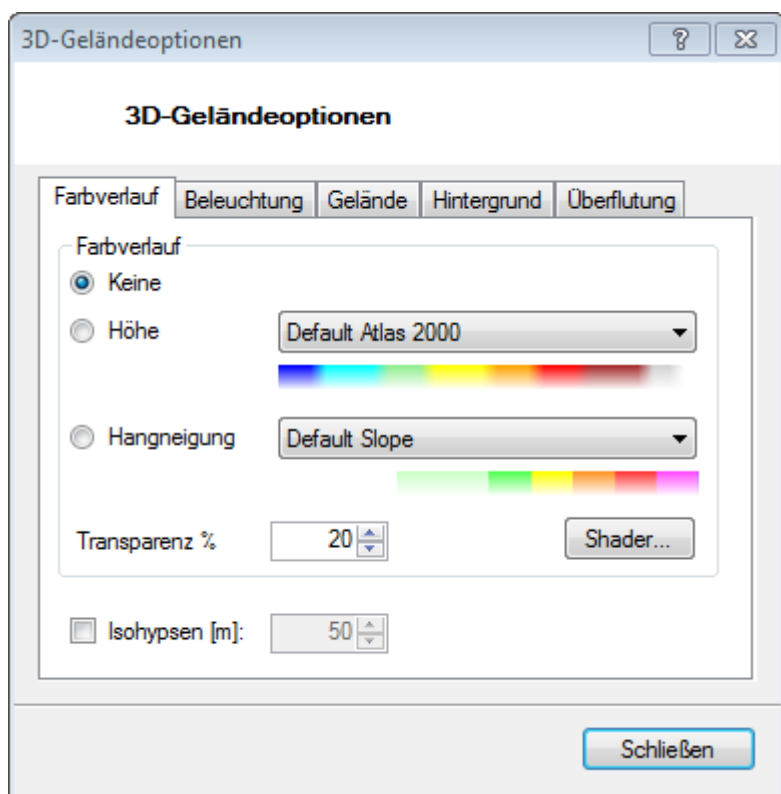 3D-Geländeoptionen
3D-Geländeoptionen
Farbverlauf Beleuchtung Gelände Hintergrund Überflutung
Farbverlauf
Keine
Höhe Default Atlas 2000
Hangneigung Default Slope
Transparenz % 20 Shader...
Isohypsen [m]: 50
Schließen